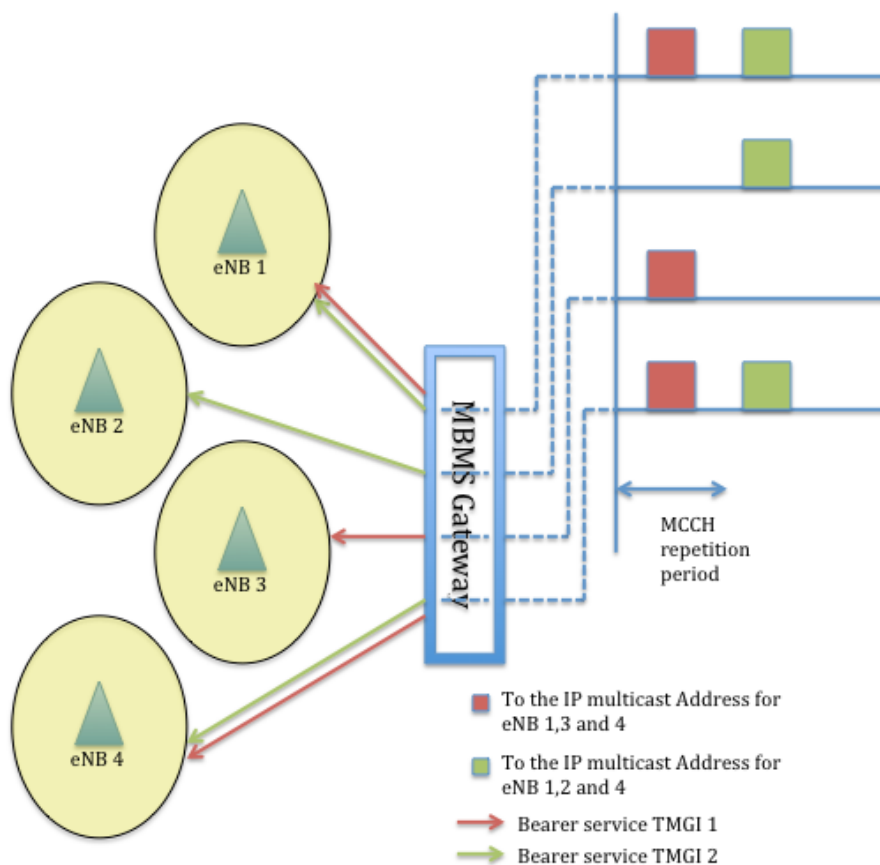 eNB 1
eNB 2
eNB 3
eNB 4
MBMS Gateway
MCCH
repetition
period
To the IP multicast Address for
eNB 1,3 and 4
To the IP multicast Address for
eNB 1,2 and 4
Bearer service TMGI 1
Bearer service TMGI 2